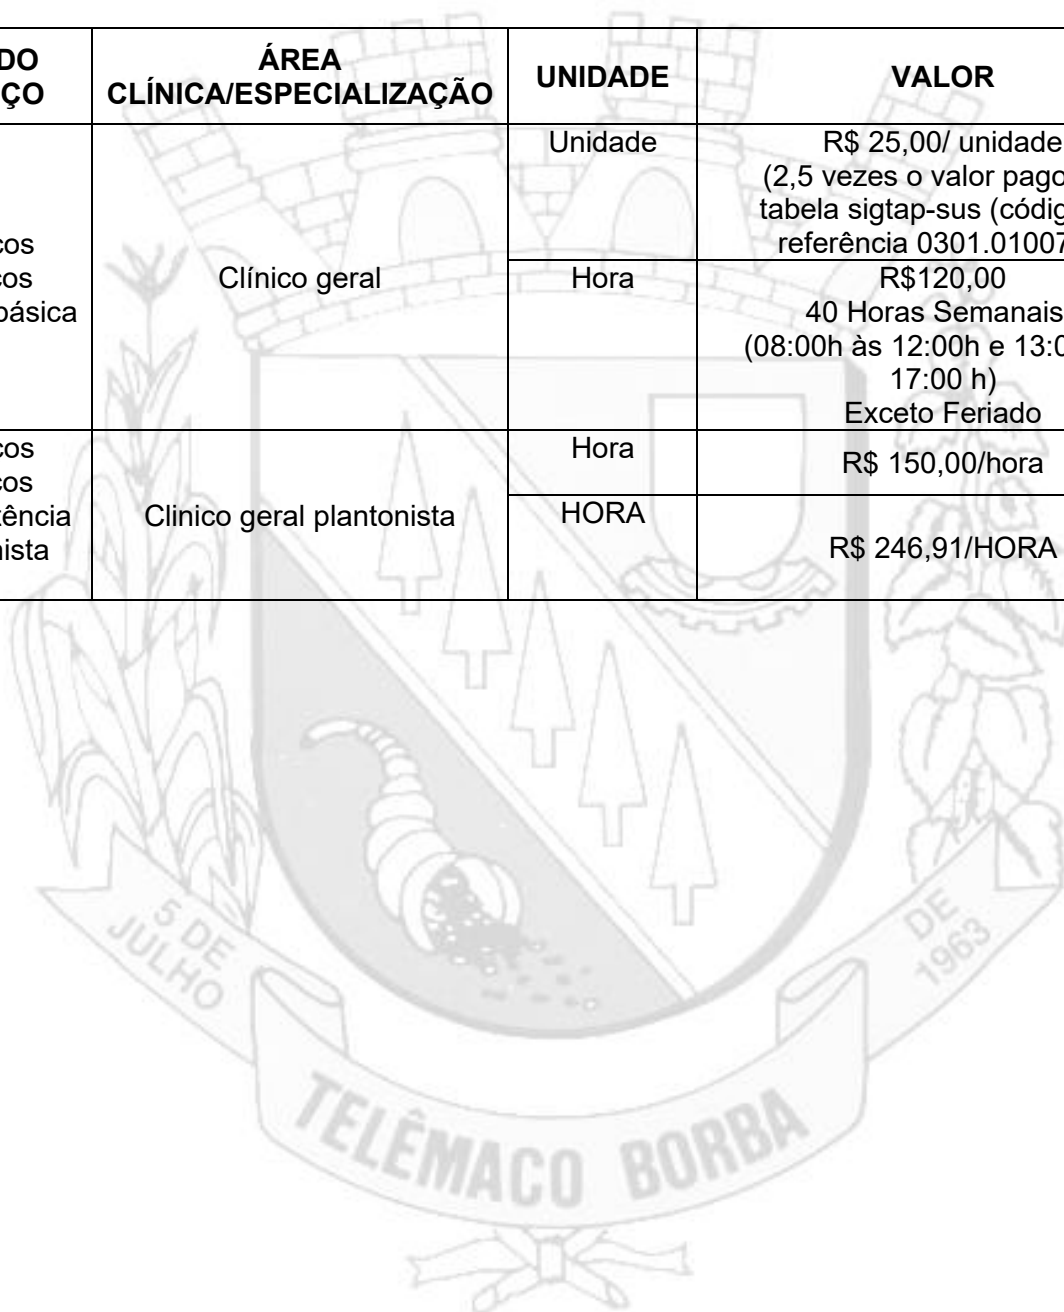 DO
ÇO
ÁREA
CLÍNICA/ESPECIALIZAÇÃO
UNIDADE
VALOR
cos
cos
básica
Clínico geral
Unidade
R$ 25,00/ unidade
(2,5 vezes o valor pago
tabela sigtap-sus (códig
referência 0301.01007
Hora
R$120,00
40 Horas Semanais
(08:00h às 12:00h e 13:0
17:00 h)
Exceto Feriado
cos
cos
tência
nista
Clinico geral plantonista
Hora
R$ 150,00/hora
HORA
R$ 246,91/HORA
5 DE
JULHO
DE
1963
TELÊMACO BORBA